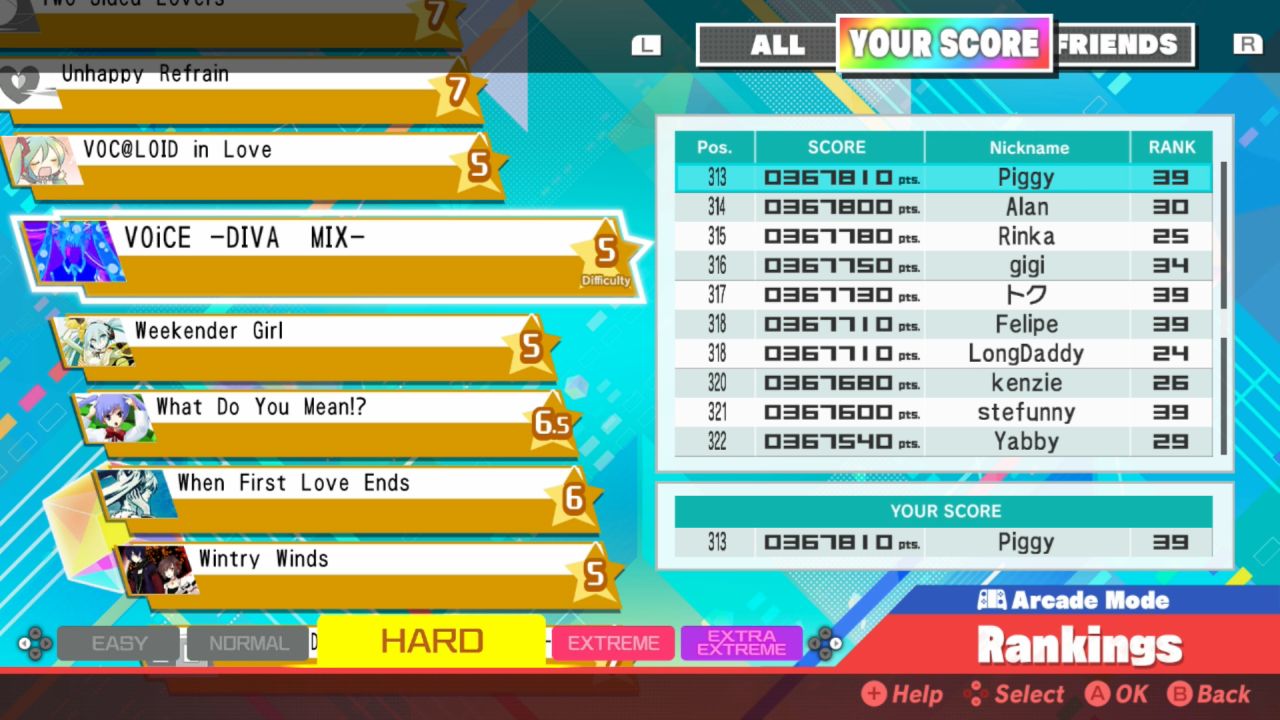 Two Sided Lovers
7
L
ALL
YOUR SCORE
FRIENDS
R
Unhappy Refrain
7
VOC@LOID in Love
5
VOiCE -DIVA MIX-
5
Difficulty
Weekender Girl
5
What Do You Mean!?
6.5
When First Love Ends
6
Wintry Winds
5
Pos. SCORE Nickname RANK
313 0367810 pts. Piggy 39
314 0367800 pts. Alan 30
315 0367780 pts. Rinka 25
316 0367750 pts. gigi 34
317 0367730 pts. トク 39
318 0367710 pts. Felipe 39
318 0367710 pts. LongDaddy 24
320 0367680 pts. kenzie 26
321 0367600 pts. stefunny 39
322 0367540 pts. Yabby 29
YOUR SCORE
313 0367810 pts. Piggy 39
Arcade Mode
Rankings
EASY
NORMAL
HARD
EXTREME
EXTRA
EXTREME
+ Help
Select
A OK
B Back